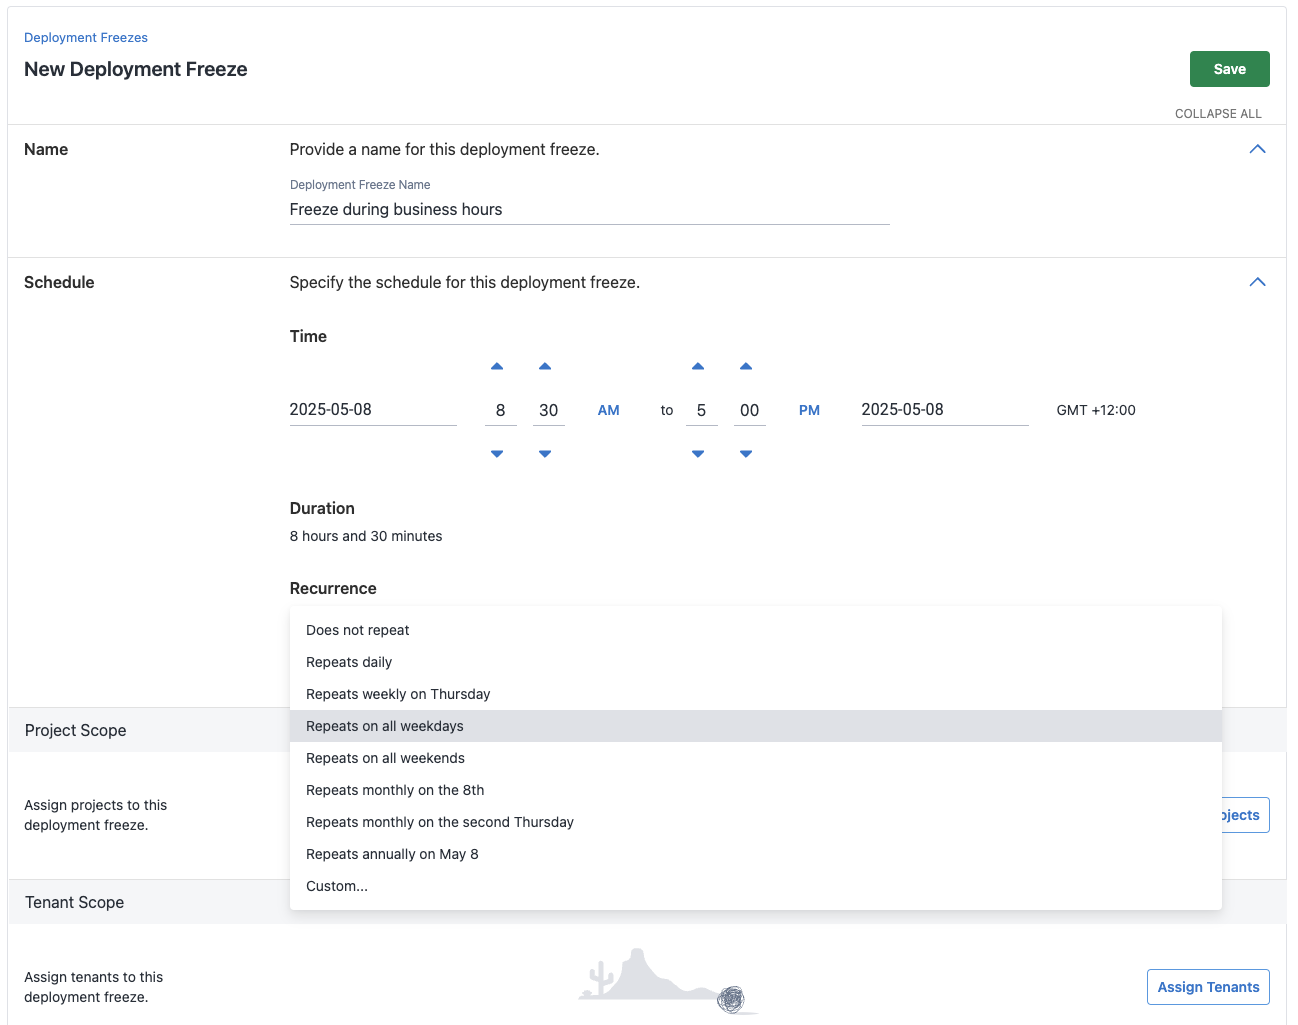 Deployment Freezes
New Deployment Freeze
Save
COLLAPSE ALL
Name
Provide a name for this deployment freeze.
Deployment Freeze Name
Freeze during business hours
Schedule
Specify the schedule for this deployment freeze.
Time
2025-05-08 8 30 AM to 5 00 PM 2025-05-08 GMT +12:00
Duration
8 hours and 30 minutes
Recurrence
Does not repeat
Repeats daily
Repeats weekly on Thursday
Repeats on all weekdays
Repeats on all weekends
Repeats monthly on the 8th
Repeats monthly on the second Thursday
Repeats annually on May 8
Custom...
Project Scope
Assign projects to this
deployment freeze.
Tenant Scope
Assign tenants to this
deployment freeze.
Assign Tenants